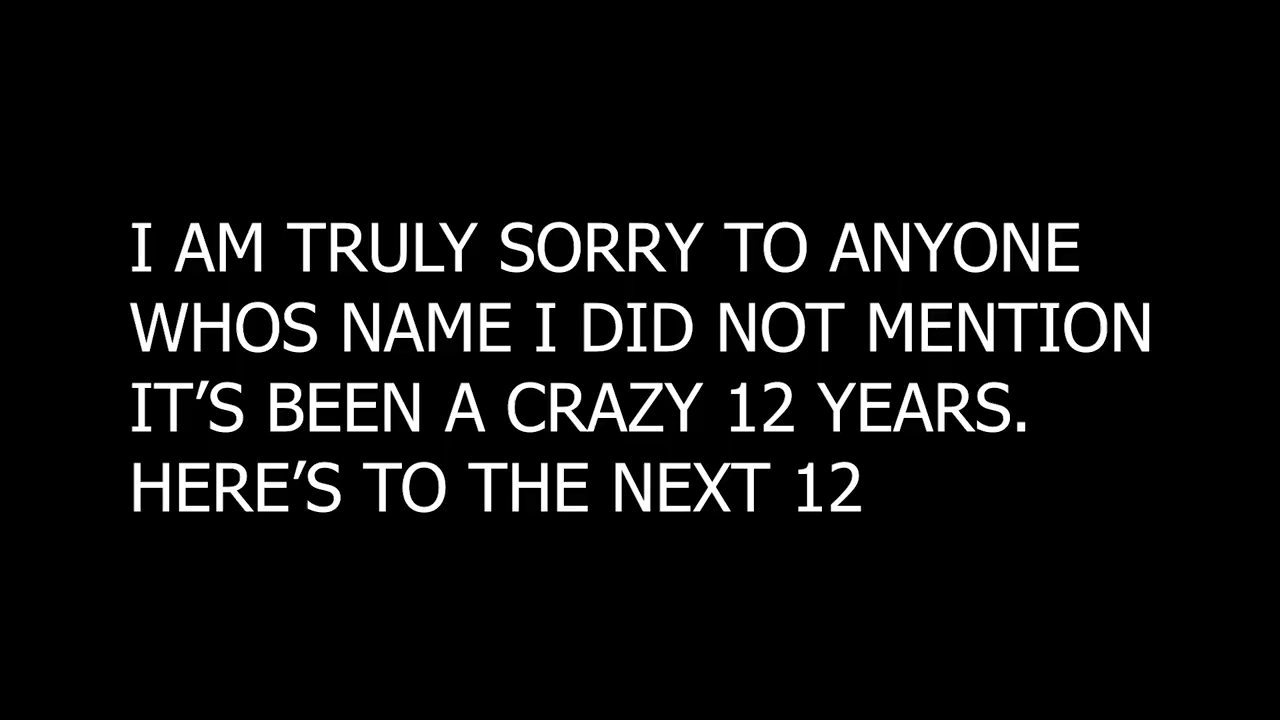 I AM TRULY SORRY TO ANYONE
WHOS NAME I DID NOT MENTION
IT’S BEEN A CRAZY 12 YEARS.
HERE’S TO THE NEXT 12